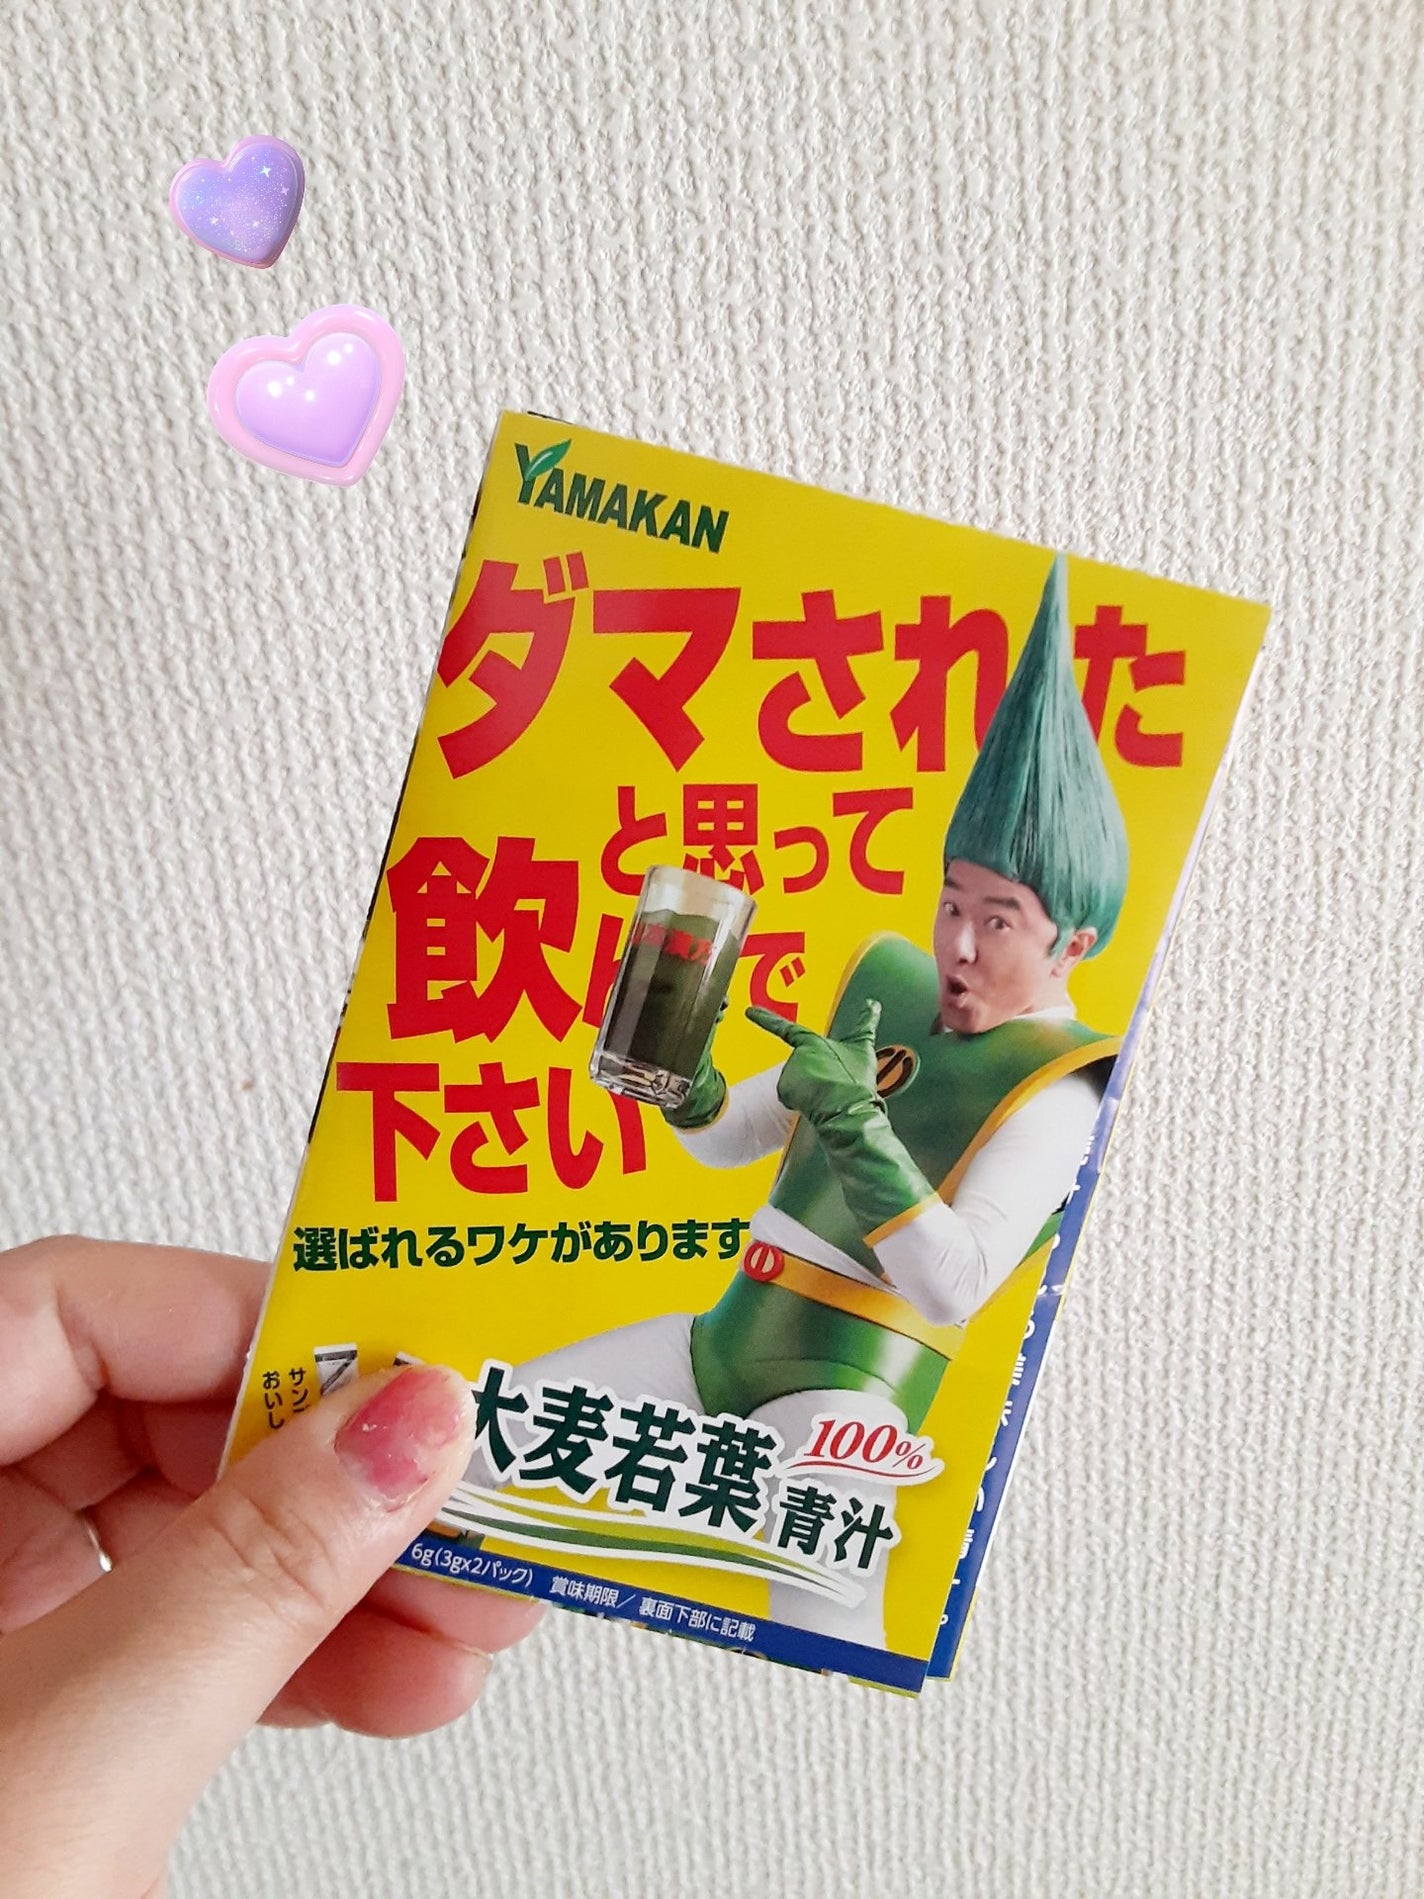 YAMAKAN
ダマされた
と思って
飲んで
下さい
選ばれるワケがあります
大麦若葉
100%
青汁
6g(3gx2パック) 賞味期限/裏面下部に記載